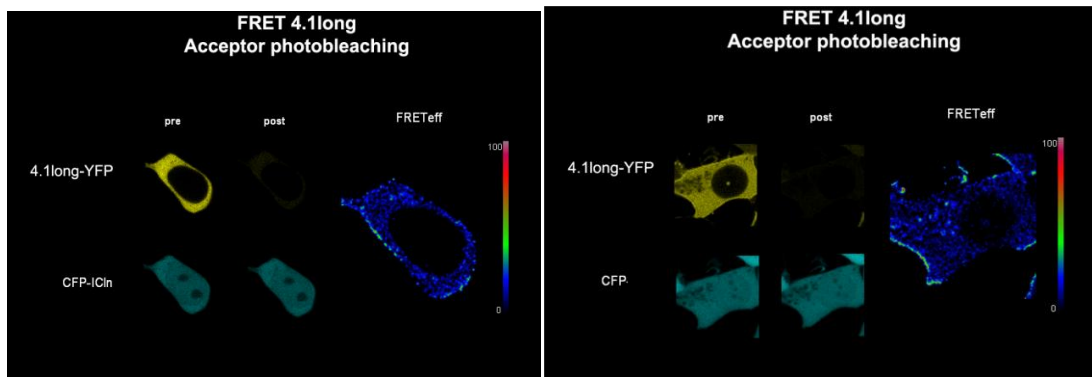 FRET 4.1long
Acceptor photobleaching
pre
post
FRETeff
100
4.1long-YFP
CFP-ICln
0
FRET 4.1long
Acceptor photobleaching
pre
post
FRETeff
100
4.1long-YFP
CFP.
0